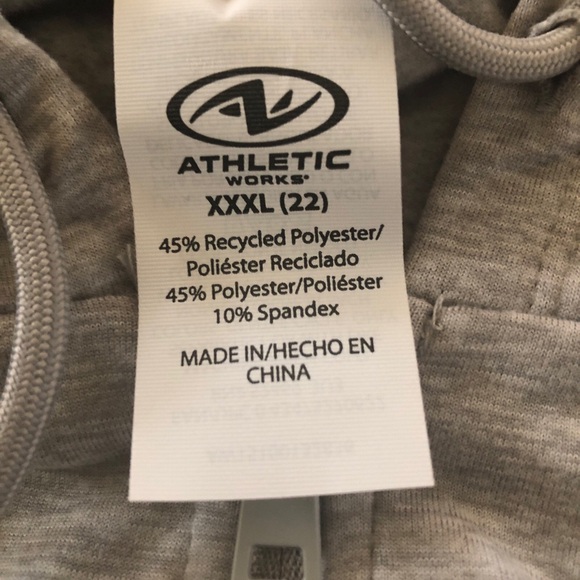 ATHLETIC
WORKS®
XXXL (22)
45% Recycled Polyester/
Poliéster Reciclado
45% Polyester/Poliéster
10% Spandex
MADE IN/HECHO EN
CHINA